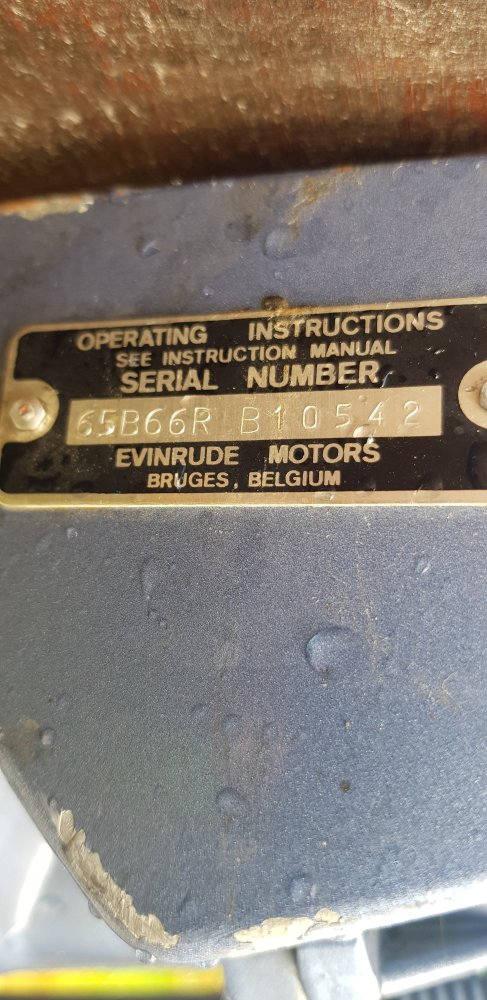 OPERATING INSTRUCTIONS
SEE INSTRUCTION MANUAL
SERIAL NUMBER
65B66R B10542
EVINRUDE MOTORS
BRUGES, BELGIUM